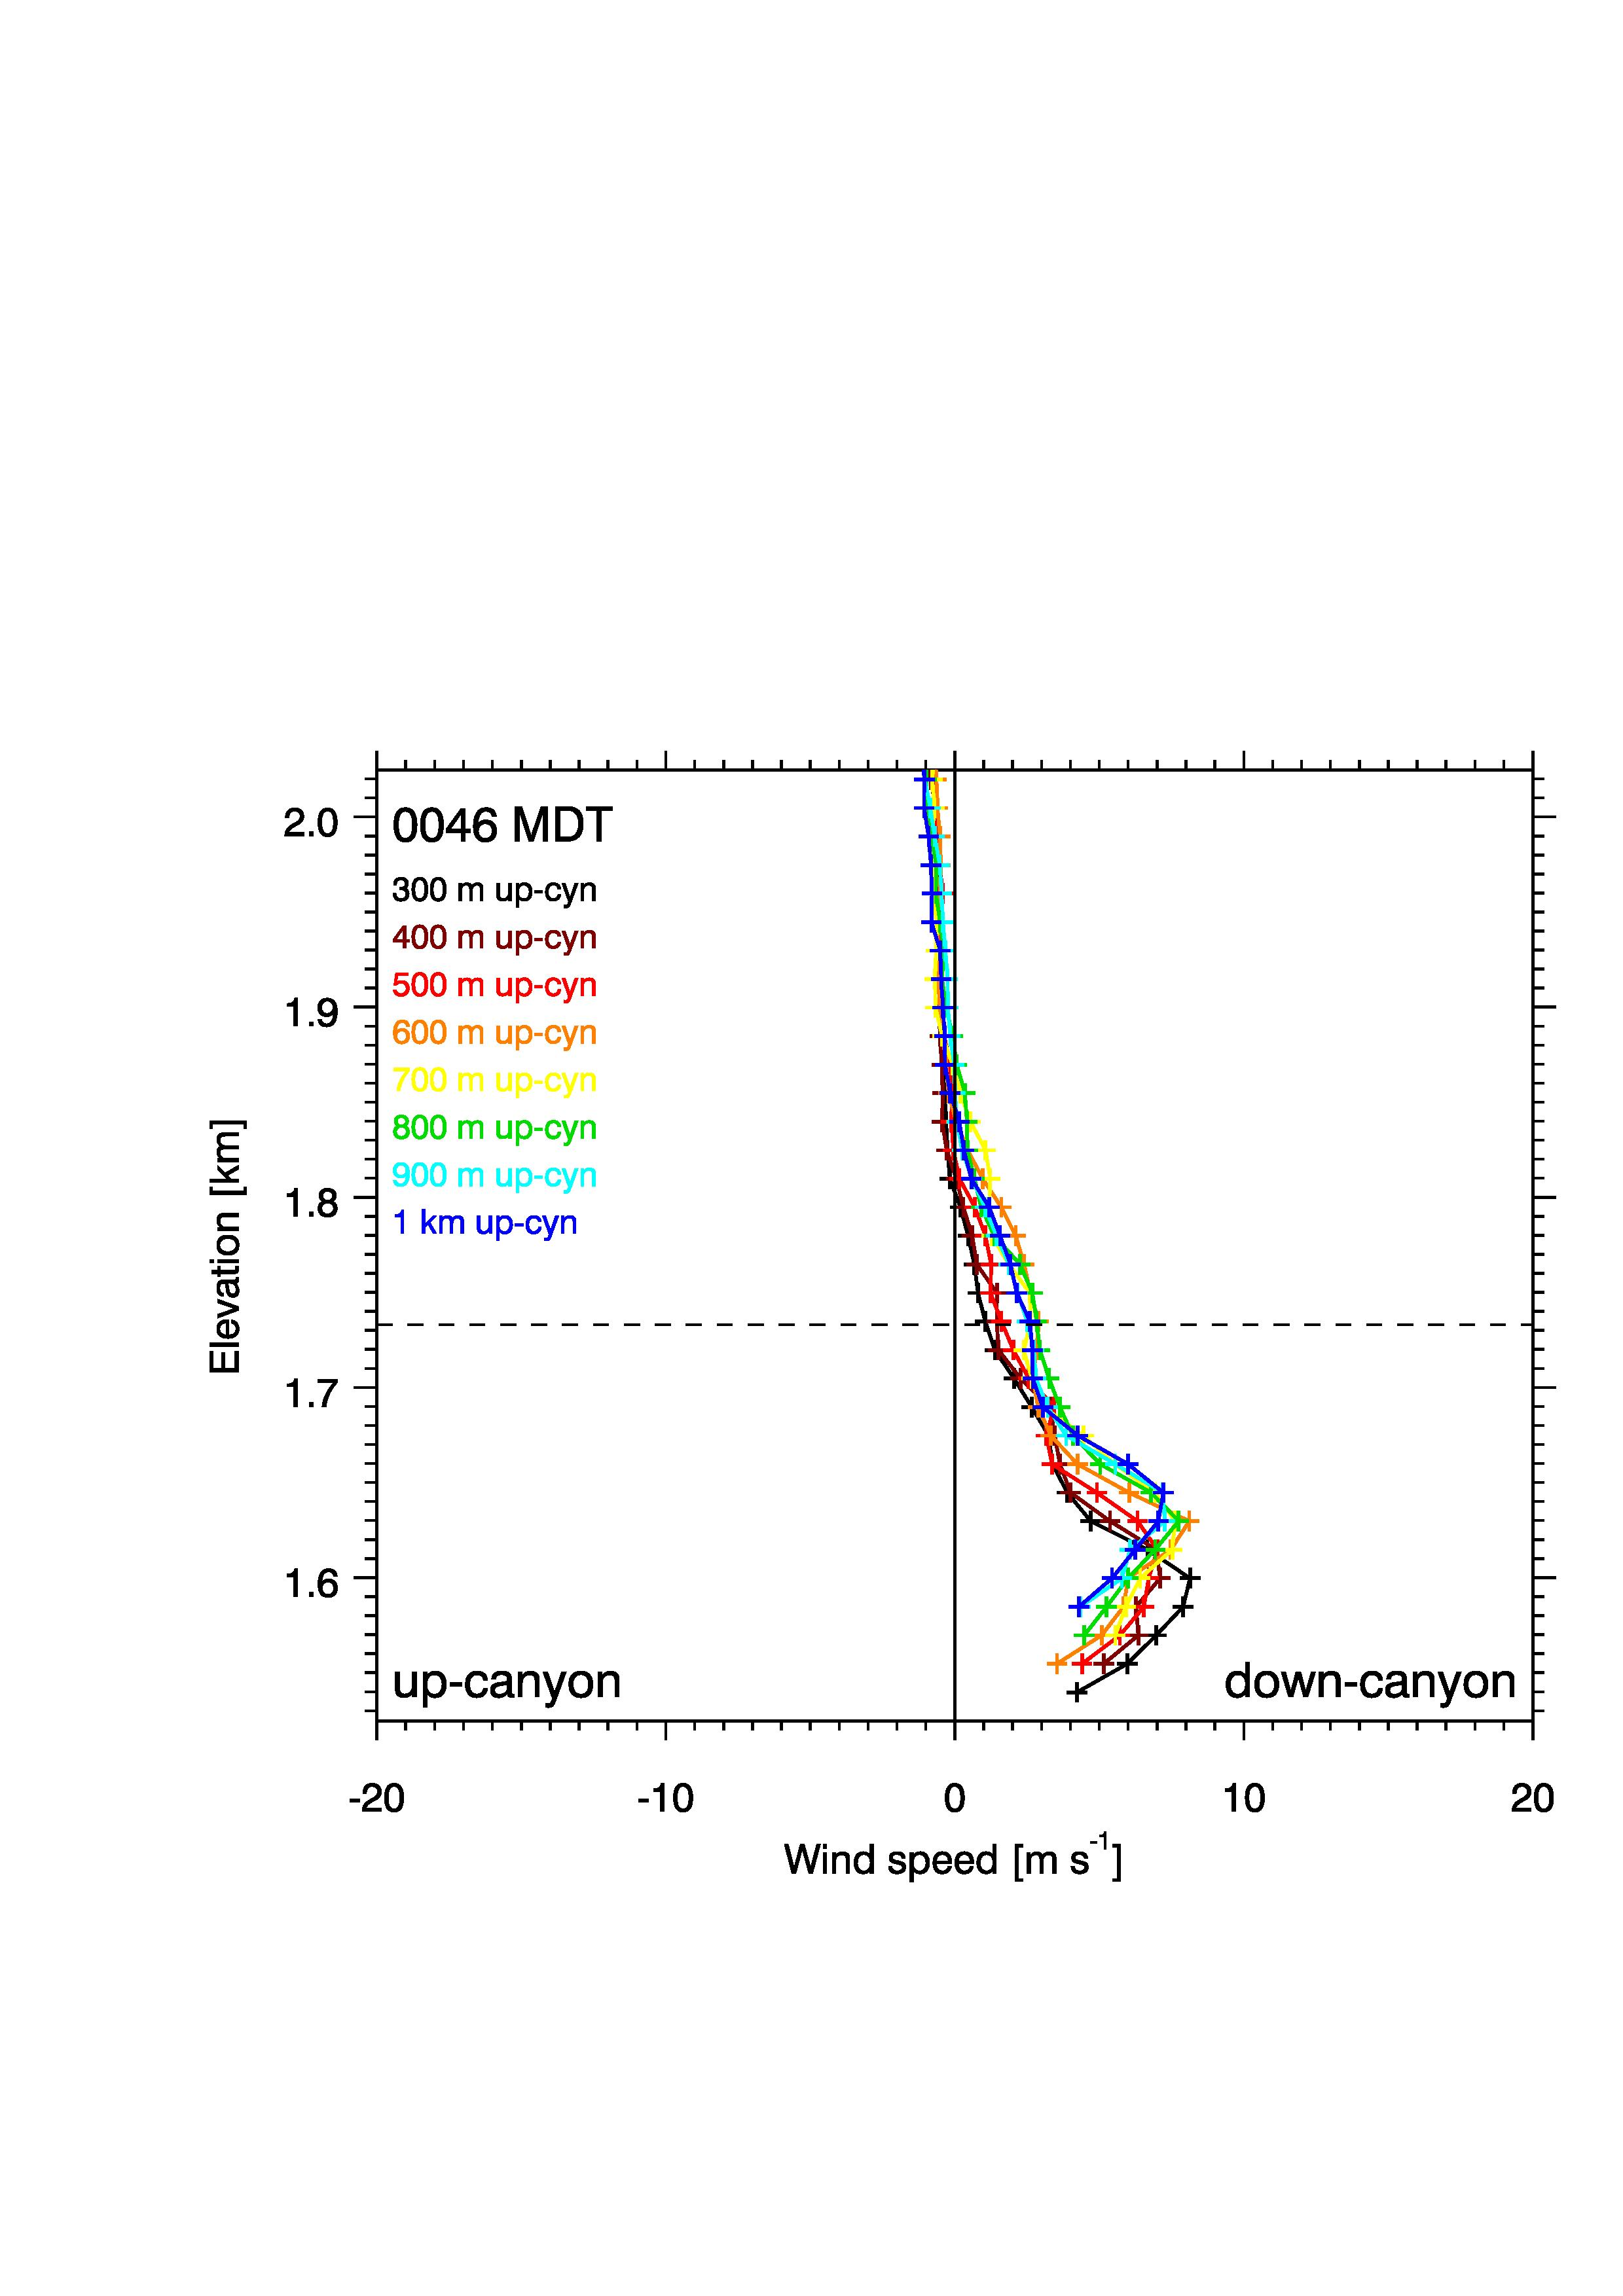 0046 MDT
300 m up-cyn
400 m up-cyn
500 m up-cyn
600 m up-cyn
700 m up-cyn
800 m up-cyn
900 m up-cyn
1 km up-cyn
up-canyon
down-canyon
2.0
1.9
1.8
1.7
1.6
Elevation [km]
-20 -10 0 10 20
Wind speed [m s-1]